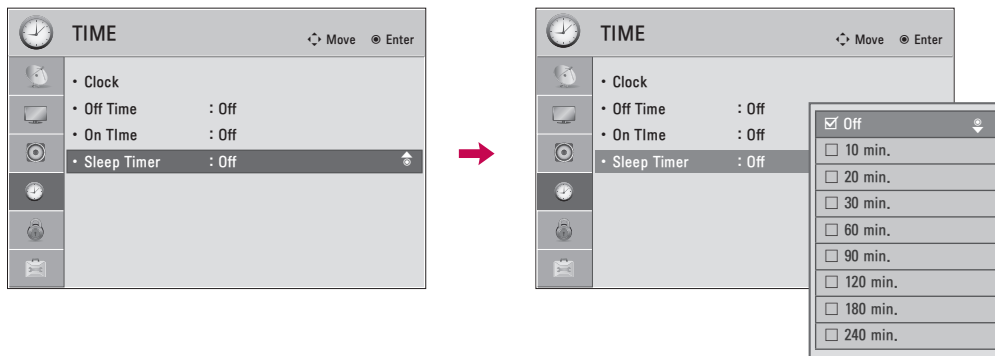 TIME
Move Enter
• Clock
• Off Time : Off
• On TIme : Off
• Sleep Timer : Off
TIME
Move Enter
• Clock
• Off Time : Off
• On TIme : Off
• Sleep Timer : Off
Off
10 min.
20 min.
30 min.
60 min.
90 min.
120 min.
180 min.
240 min.